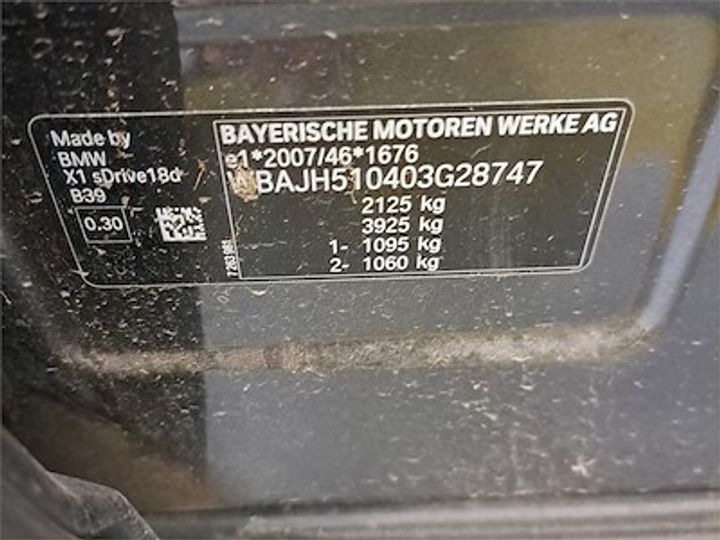 Made by
BMW
X1 sDrive18d
B39
0.30
BAYERISCHE MOTOREN WERKE AG
e1*2007/46*1676
WBAJH510403G28747
2125 kg
3925 kg
1- 1095 kg
2- 1060 kg